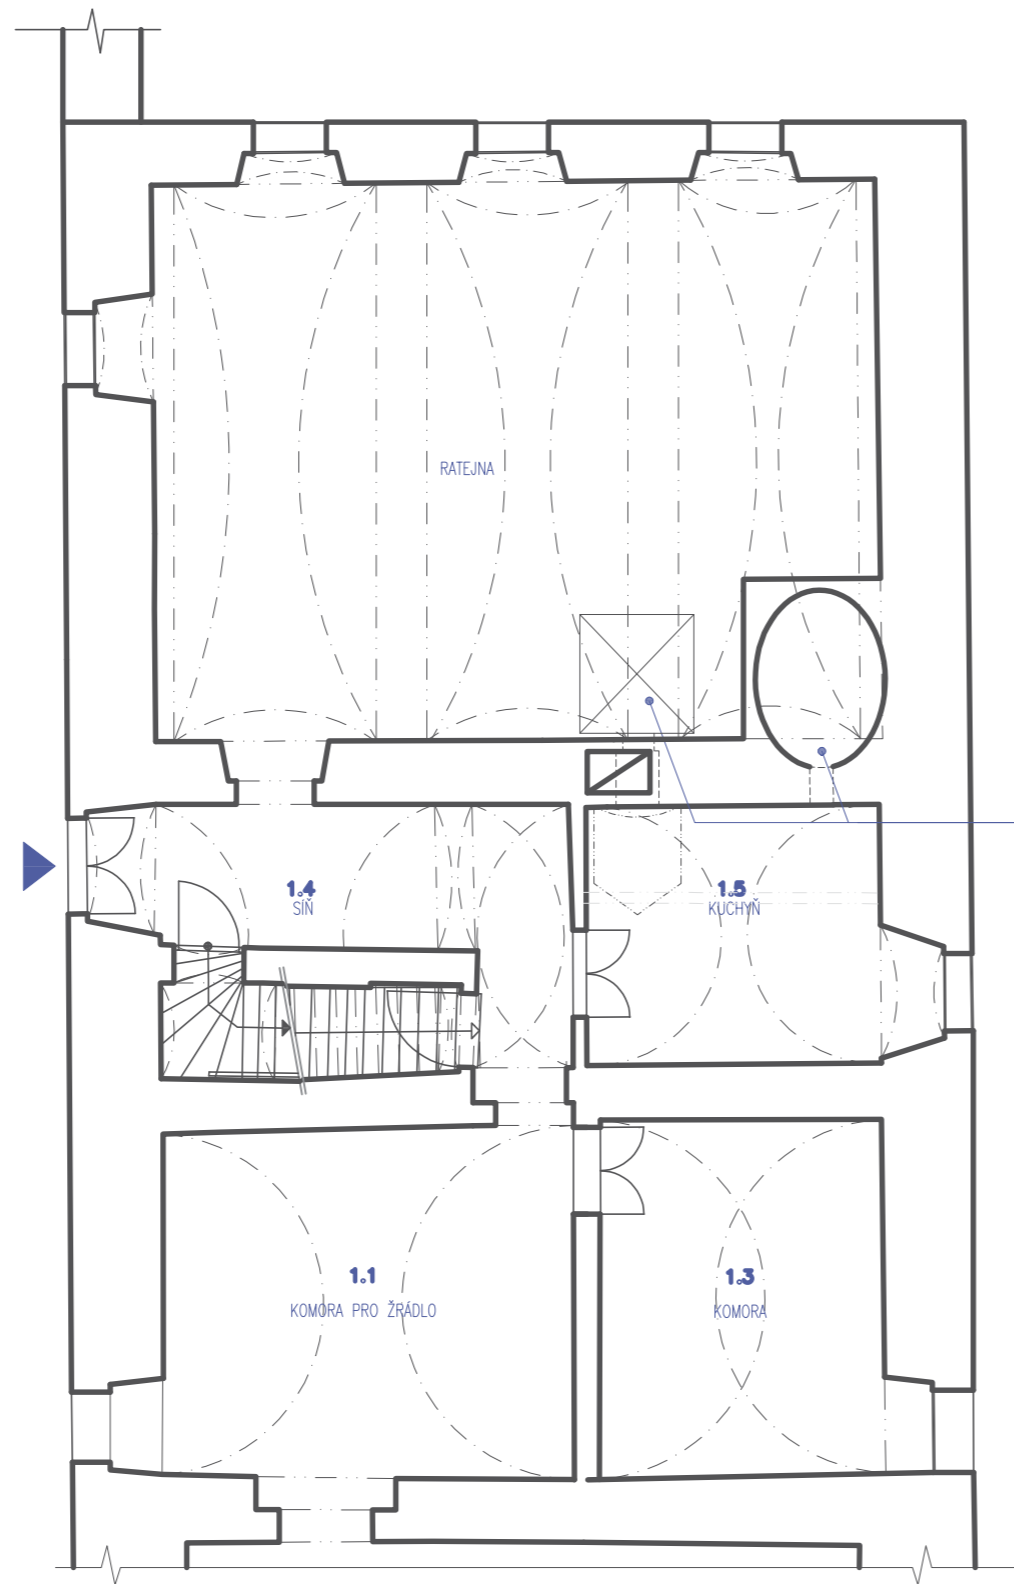 RATEJNA
1.4
SÍŇ
1.5
KUCHYŇ
1.1
KOMORA PRO ŽRÁDLO
1.3
KOMORA